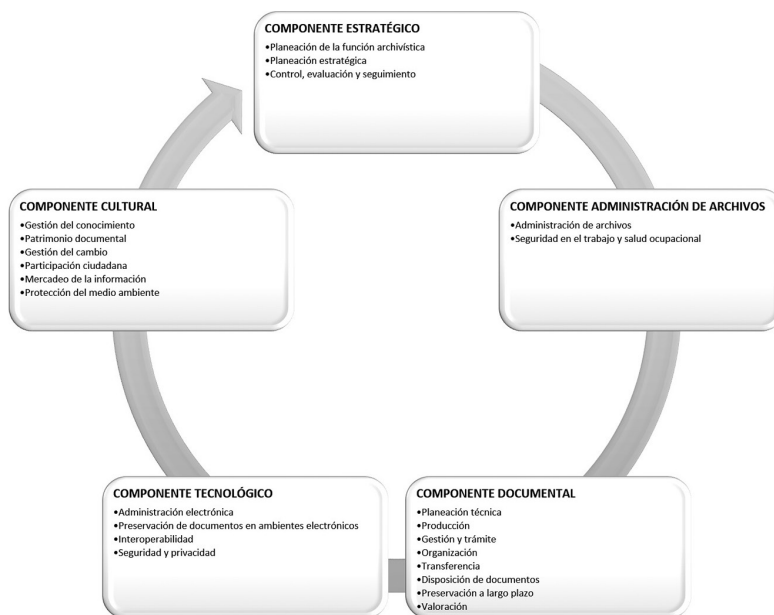 COMPONENTE ESTRATÉGICO
•Planeación de la función archivística
•Planeación estratégica
•Control, evaluación y seguimiento
COMPONENTE ADMINISTRACIÓN DE ARCHIVOS
•Administración de archivos
•Seguridad en el trabajo y salud ocupacional
COMPONENTE DOCUMENTAL
•Planeación técnica
•Producción
•Gestión y trámite
•Organización
•Transferencia
•Disposición de documentos
•Preservación a largo plazo
•Valoración
COMPONENTE TECNOLÓGICO
•Administración electrónica
•Preservación de documentos en ambientes electrónicos
•Interoperabilidad
•Seguridad y privacidad
COMPONENTE CULTURAL
•Gestión del conocimiento
•Patrimonio documental
•Gestión del cambio
•Participación ciudadana
•Mercadeo de la información
•Protección del medio ambiente